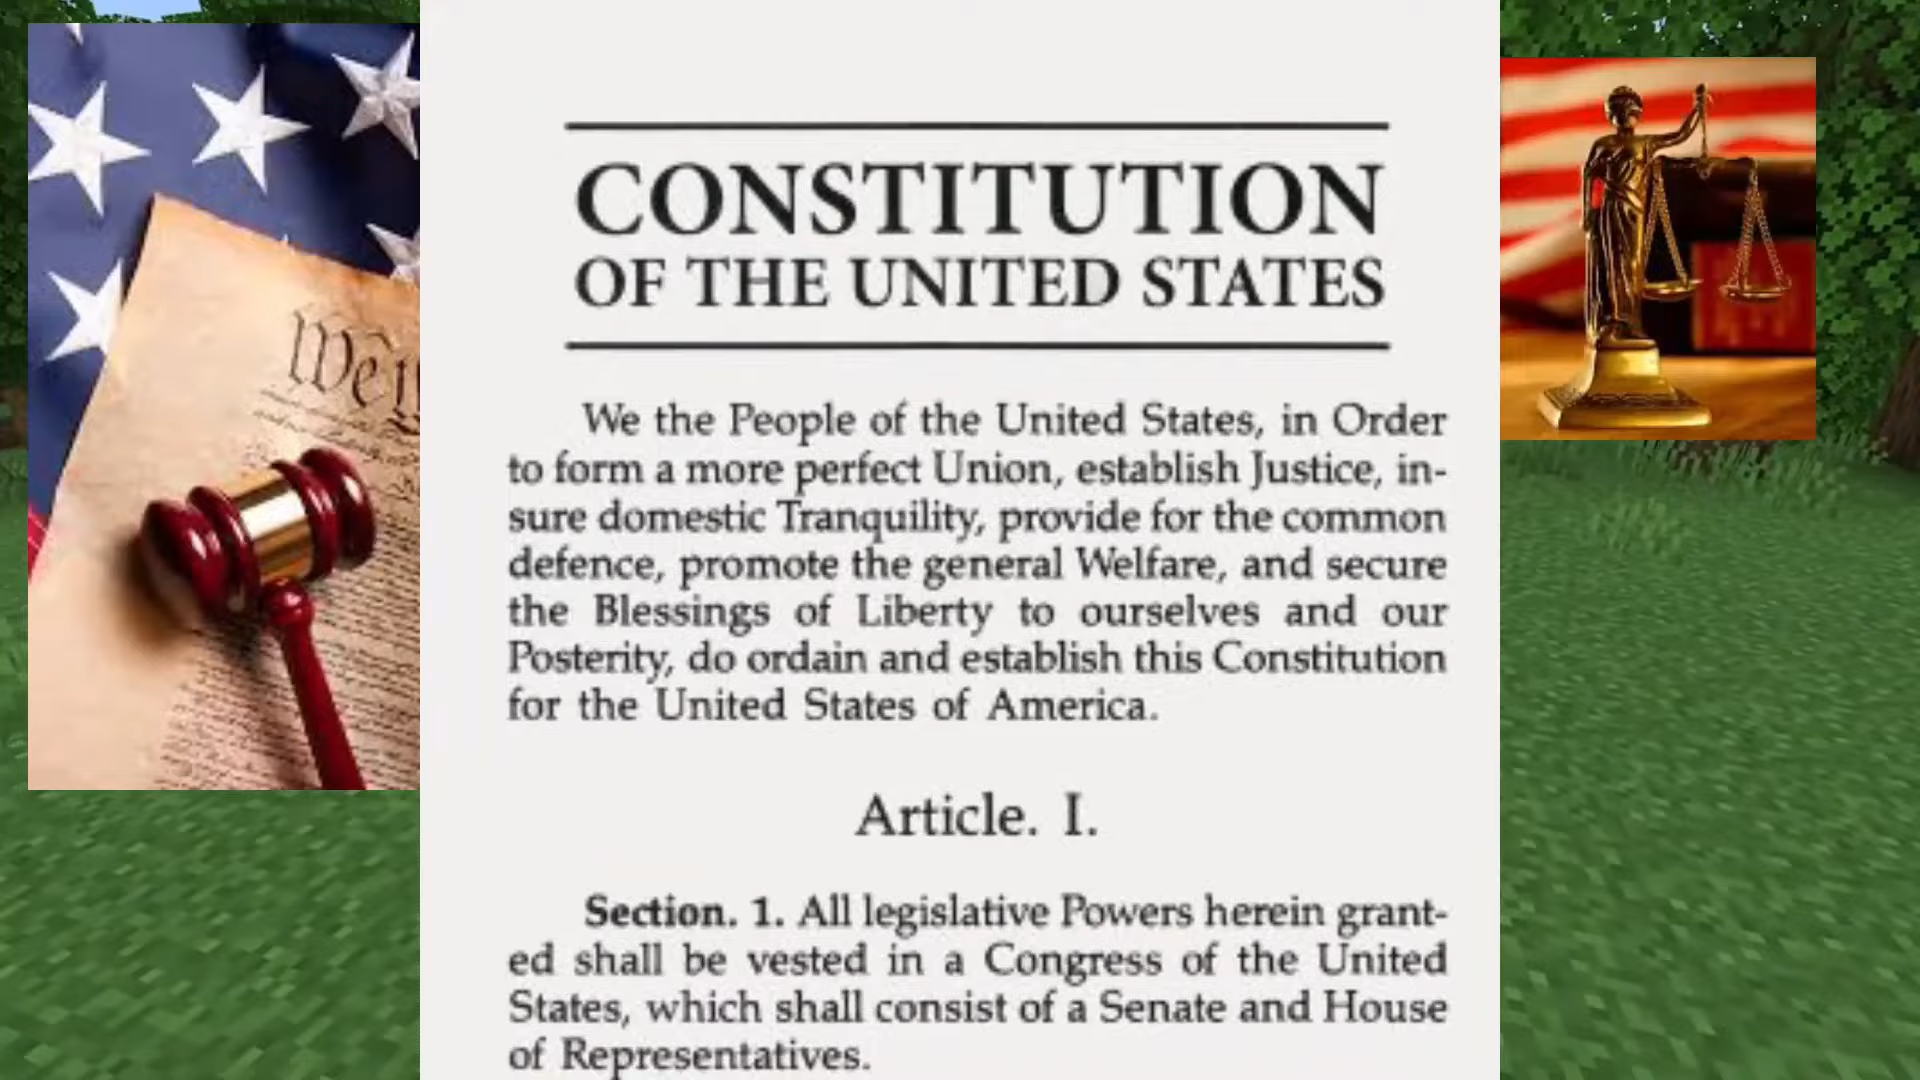 We th
CONSTITUTION
OF THE UNITED STATES
We the People of the United States, in Order
to form a more perfect Union, establish Justice, in-
sure domestic Tranquility, provide for the common
defence, promote the general Welfare, and secure
the Blessings of Liberty to ourselves and our
Posterity, do ordain and establish this Constitution
for the United States of America.
Article. I.
Section. 1. All legislative Powers herein grant-
ed shall be vested in a Congress of the United
States, which shall consist of a Senate and House
of Representatives.